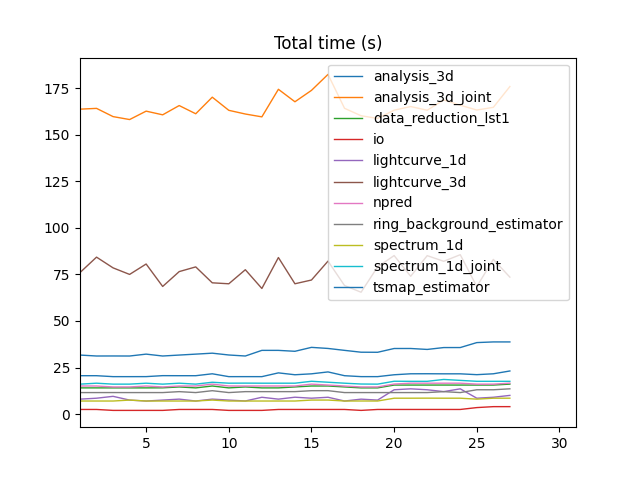 Total time (s)
175
150
125
100
75
50
25
0
5
10
15
20
25
30
analysis_3d
analysis_3d_joint
data_reduction_lst1
io
lightcurve_1d
lightcurve_3d
npred
ring_background_estimator
spectrum_1d
spectrum_1d_joint
tsmap_estimator